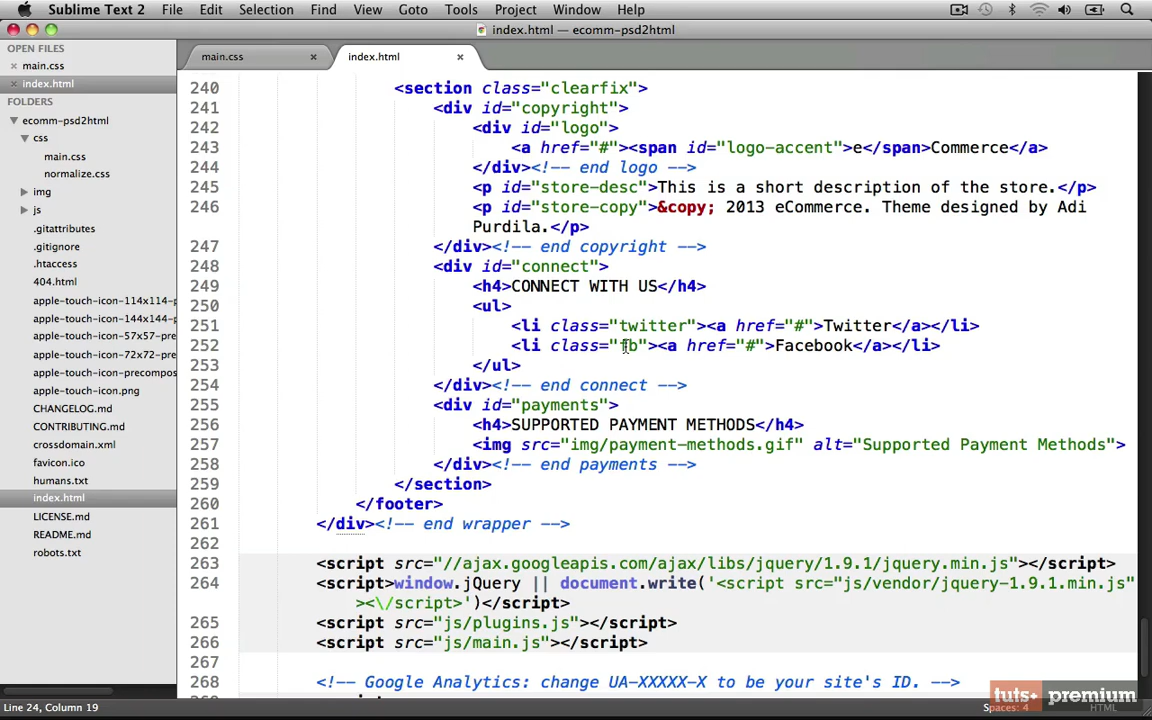 Sublime Text 2 File Edit Selection Find View Goto Tools Project Window Help
index.html — ecomm-psd2html
OPEN FILES
× main.css
× index.html
FOLDERS
ecomm-psd2html
css
main.css
normalize.css
img
js
.gitattributes
.gitignore
.htaccess
404.html
apple-touch-icon-114x114-p
apple-touch-icon-144x144-p
apple-touch-icon-57x57-pre
apple-touch-icon-72x72-pre
apple-touch-icon-precompos
apple-touch-icon.png
CHANGELOG.md
CONTRIBUTING.md
crossdomain.xml
favicon.ico
humans.txt
index.html
LICENSE.md
README.md
robots.txt
main.css × index.html ×
240 <section class="clearfix">
241 <div id="copyright">
242 <div id="logo">
243 <a href="#"><span id="logo-accent">e</span>Commerce</a>
244 </div><!-- end logo -->
245 <p id="store-desc">This is a short description of the store.</p>
246 <p id="store-copy">&copy; 2013 eCommerce. Theme designed by Adi
Purdila.</p>
247 </div><!-- end copyright -->
248 <div id="connect">
249 <h4>CONNECT WITH US</h4>
250 <ul>
251 <li class="twitter"><a href="#">Twitter</a></li>
252 <li class="fb"><a href="#">Facebook</a></li>
253 </ul>
254 </div><!-- end connect -->
255 <div id="payments">
256 <h4>SUPPORTED PAYMENT METHODS</h4>
257 <img src="img/payment-methods.gif" alt="Supported Payment Methods">
258 </div><!-- end payments -->
259 </section>
260 </footer>
261 </div><!-- end wrapper -->
262
263 <script src="//ajax.googleapis.com/ajax/libs/jquery/1.9.1/jquery.min.js"></script>
264 <script>window.jQuery || document.write('<script src="js/vendor/jquery-1.9.1.min.js"
><\/script>')</script>
265 <script src="js/plugins.js"></script>
266 <script src="js/main.js"></script>
267
268 <!-- Google Analytics: change UA-XXXXX-X to be your site's ID. -->
tuts+ premium
Line 24, Column 19 Spaces: 4 HTML